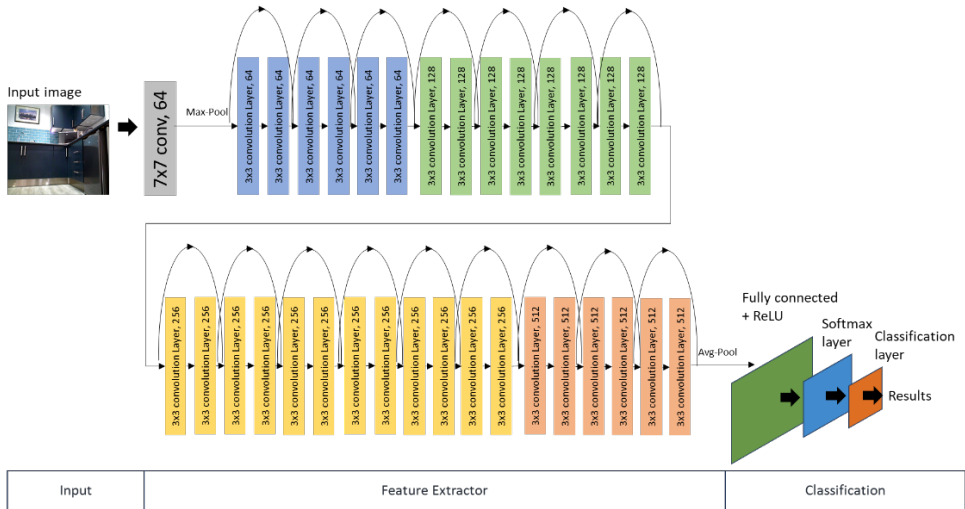 Input image
7x7 conv, 64
Max-Pool
3x3 convolution Layer, 64
3x3 convolution Layer, 64
3x3 convolution Layer, 64
3x3 convolution Layer, 64
3x3 convolution Layer, 64
3x3 convolution Layer, 64
3x3 convolution Layer, 128
3x3 convolution Layer, 128
3x3 convolution Layer, 128
3x3 convolution Layer, 128
3x3 convolution Layer, 128
3x3 convolution Layer, 128
3x3 convolution Layer, 128
3x3 convolution Layer, 128
3x3 convolution Layer, 256
3x3 convolution Layer, 256
3x3 convolution Layer, 256
3x3 convolution Layer, 256
3x3 convolution Layer, 256
3x3 convolution Layer, 256
3x3 convolution Layer, 256
3x3 convolution Layer, 256
3x3 convolution Layer, 256
3x3 convolution Layer, 256
3x3 convolution Layer, 256
3x3 convolution Layer, 256
3x3 convolution Layer, 512
3x3 convolution Layer, 512
3x3 convolution Layer, 512
3x3 convolution Layer, 512
3x3 convolution Layer, 512
3x3 convolution Layer, 512
Avg-Pool
Fully connected
+ ReLU
Softmax
layer
Classification
layer
Results
Input
Feature Extractor
Classification